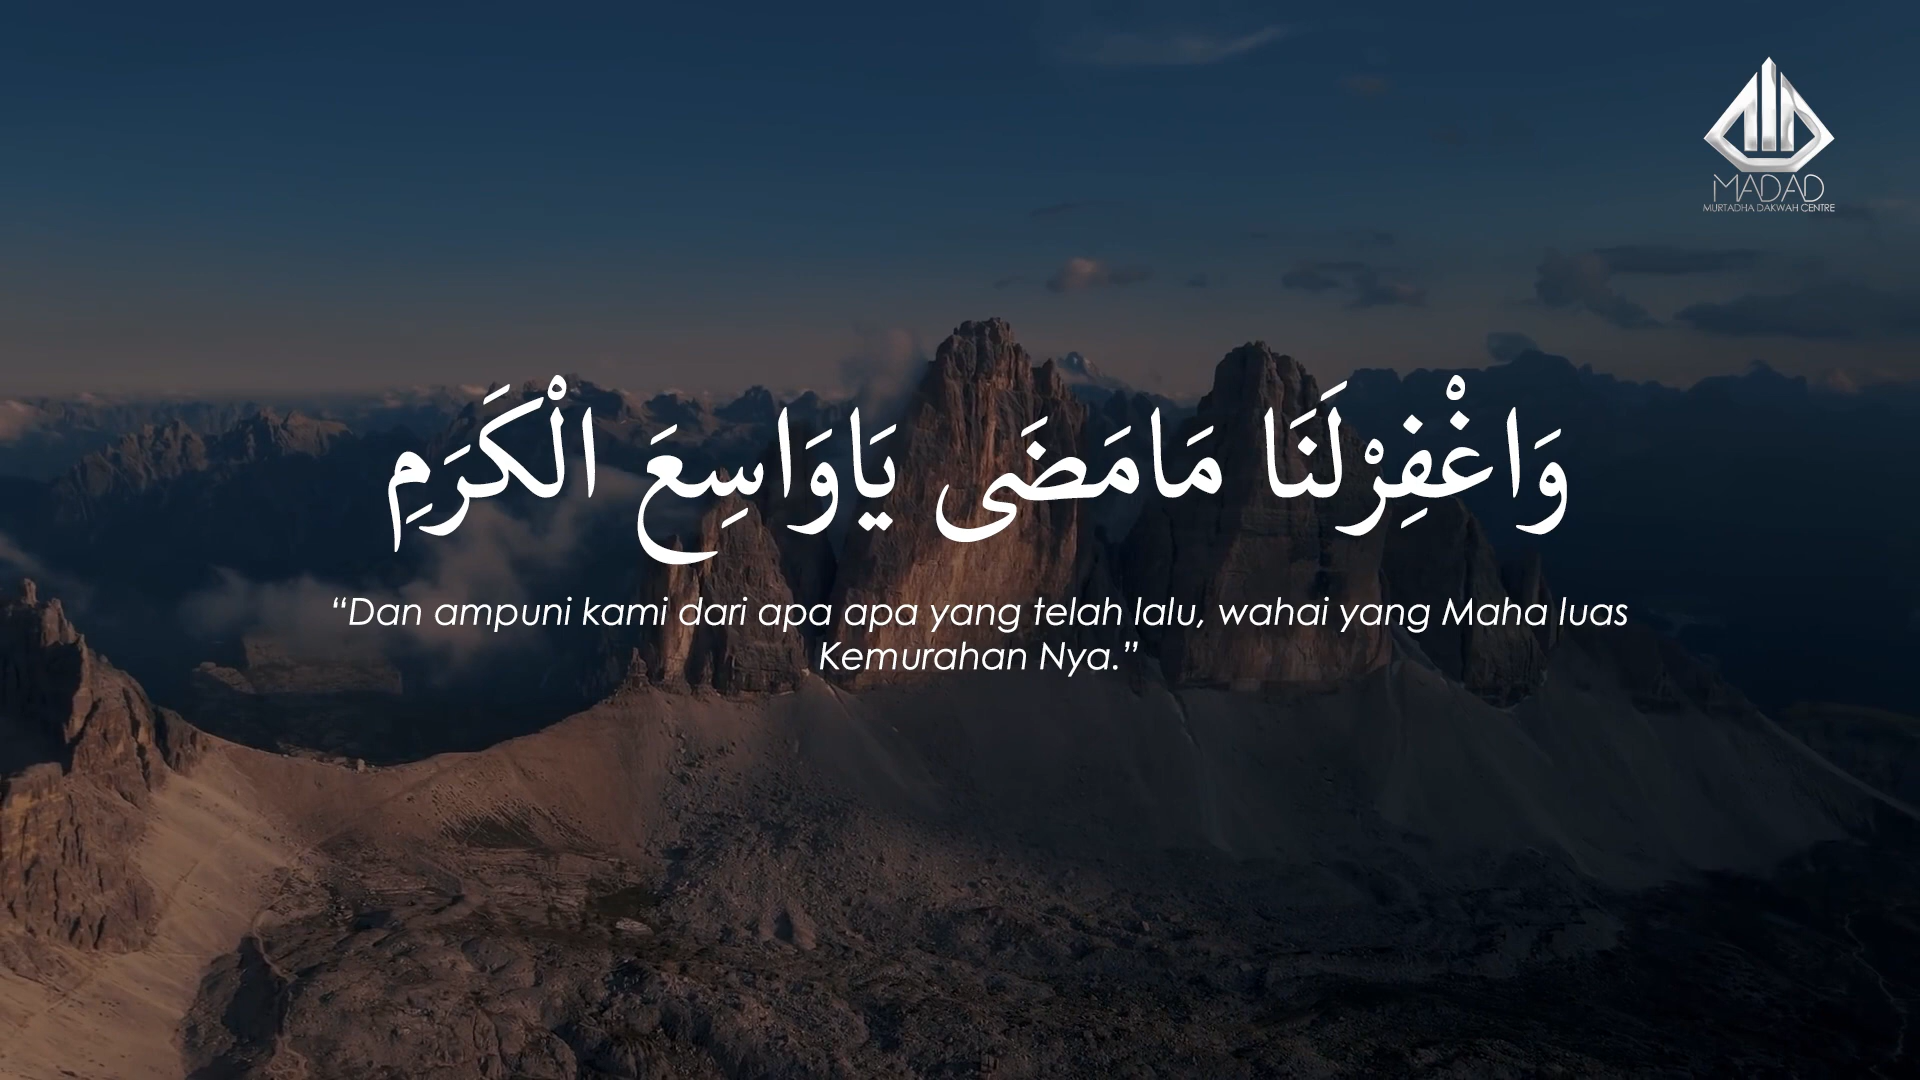 MADAD
MURTADHA DAKWAH CENTRE
وَاغْفِرْلَنَا مَامَضَى يَاوَاسِعَ الْكَرَمِ
“Dan ampuni kami dari apa apa yang telah lalu, wahai yang Maha luas
Kemurahan Nya.”